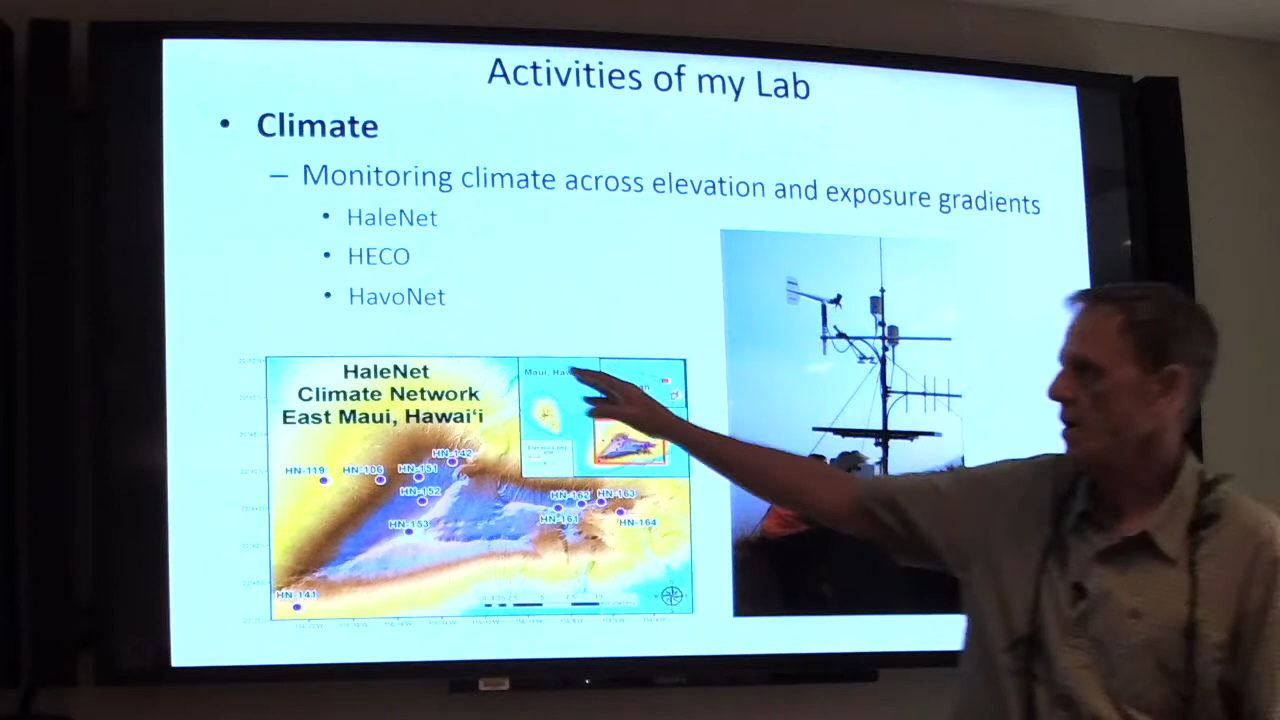 Activities of my Lab
• Climate
– Monitoring climate across elevation and exposure gradients
• HaleNet
• HECO
• HavoNet
HaleNet
Climate Network
East Maui, Hawai‘i
Maui,
HN-142
HN-119 HN-106 HN-151
HN-152
HN-162 HN-163
HN-153
HN-161 HN-164
HN-141